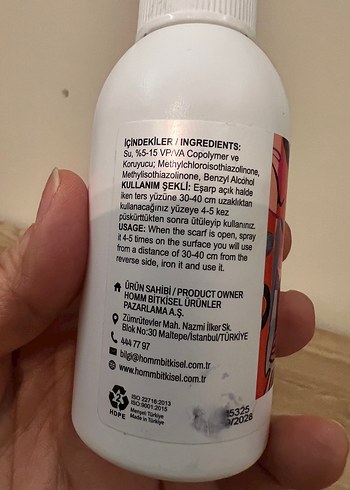 İÇİNDEKİLER / INGREDIENTS:
Su, %5-15 VP/VA Copolymer ve
Koruyucu; Methylchloroisothiazolinone,
Methylisothiazolinone, Benzyl Alcohol
KULLANIM ŞEKLİ: Eşarp açık halde
iken ters yüzüne 30-40 cm uzaklıktan
kullanacağınız yüzeye 4-5 kez
püskürttükten sonra ütüleyip kullanınız.
USAGE: When the scarf is open, spray
it 4-5 times on the surface you will use
from a distance of 30-40 cm from the
reverse side, iron it and use it.
ÜRÜN SAHİBİ / PRODUCT OWNER
HOMM BİTKİSEL ÜRÜNLER
PAZARLAMA A.Ş.
Zümrütevler Mah. Nazmi İlker Sk.
Blok No:30 Maltepe/İstanbul/TÜRKİYE
444 77 97
bilgi@hommbitkisel.com.tr
www.hommbitkisel.com.tr
2
HDPE
ISO 22716:2013
ISO 9001:2015
Menşei Türkiye
Made in Türkiye
5325
/2026